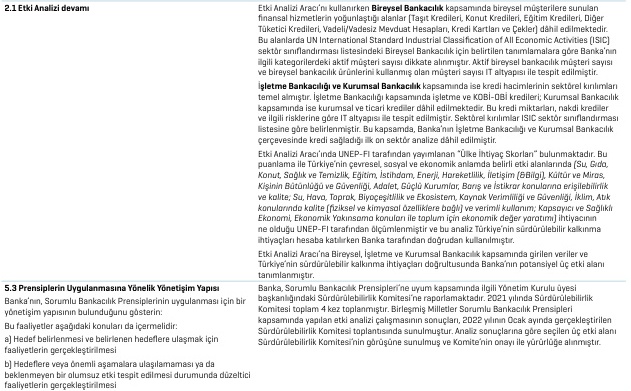 2.1 Etki Analizi devamı
Etki Analizi Aracı'nı kullanırken Bireysel Bankacılık kapsamında bireysel müşterilere sunulan
finansal hizmetlerin yoğunlaştığı alanlar (Taşıt Kredileri, Konut Kredileri, Eğitim Kredileri, Diğer
Tüketici Kredileri, Vadeli/Vadesiz Mevduat Hesapları, Kredi Kartları ve Çekler) dâhil edilmektedir.
Bu alanlarda UN International Standard Industrial Classification of All Economic Activities (ISIC)
sektör sınıflandırması listesindeki Bireysel Bankacılık için belirtilen tanımlamalara göre Banka'nın
ilgili kategorilerdeki aktif müşteri sayısı dikkate alınmıştır. Aktif bireysel bankacılık müşteri sayısı
ve bireysel bankacılık ürünlerini kullanmış olan müşteri sayısı IT altyapısı ile tespit edilmiştir.
İşletme Bankacılığı ve Kurumsal Bankacılık kapsamında ise kredi hacimlerinin sektörel kırılımları
temel almıştır. İşletme Bankacılığı kapsamında işletme ve KOBİ-OBİ kredileri; Kurumsal Bankacılık
kapsamında ise kurumsal ve ticari krediler dâhil edilmektedir. Bu kredi miktarları, nakdi krediler
ve ilgili risklerine göre IT altyapısı ile tespit edilmiştir. Sektörel kırılımlar ISIC sektör sınıflandırması
listesine göre belirlenmiştir. Bu kapsamda, Banka'nın İşletme Bankacılığı ve Kurumsal Bankacılık
çerçevesinde kredi sağladığı ilk on sektör analize dâhil edilmiştir.
Etki Analizi Aracı'nda UNEP-FI tarafından yayımlanan "Ülke İhtiyaç Skorları" bulunmaktadır. Bu
puanlama ile Türkiye'nin çevresel, sosyal ve ekonomik anlamda belirli etki alanlarında (Su, Gıda,
Konut, Sağlık ve Temizlik, Eğitim, İstihdam, Enerji, Hareketlilik, İletişim (&Bilgi), Kültür ve Miras,
Kişinin Bütünlüğü ve Güvenliği, Adalet, Güçlü Kurumlar, Barış ve İstikrar konularına erişilebilirlik
ve kalite; Su, Hava, Toprak, Biyoçeşitlilik ve Ekosistem, Kaynak Verimliliği ve Güvenliği, İklim, Atık
konularında kalite (fiziksel ve kimyasal özelliklere bağlı) ve verimli kullanım; Kapsayıcı ve Sağlıklı
Ekonomi, Ekonomik Yakınsama konuları ile toplum için ekonomik değer yaratımı) ihtiyacının
ne olduğu UNEP-FI tarafından ölçümlenmiştir ve bu analiz Türkiye'nin sürdürülebilir kalkınma
ihtiyaçları hesaba katılırken Banka tarafından doğrudan kullanılmıştır.
Etki Analizi Aracı'na Bireysel, İşletme ve Kurumsal Bankacılık kapsamında girilen veriler ve
Türkiye'nin sürdürülebilir kalkınma ihtiyaçları doğrultusunda Banka'nın potansiyel üç etki alanı
tanımlanmıştır.
5.3 Prensiplerin Uygulanmasına Yönelik Yönetişim Yapısı
Banka'nın, Sorumlu Bankacılık Prensiplerinin uygulanması için bir
yönetişim yapısının bulunduğunu gösterin:
Bu faaliyetler aşağıdaki konuları da içermelidir:
a) Hedef belirlenmesi ve belirlenen hedeflere ulaşmak için
faaliyetlerin gerçekleştirilmesi
b) Hedeflere veya önemli aşamalara ulaşılamaması ya da
beklenmeyen bir olumsuz etki tespit edilmesi durumunda düzeltici
faaliyetlerin gerçekleştirilmesi
Banka, Sorumlu Bankacılık Prensipleri'ne uyum kapsamında ilgili Yönetim Kurulu üyesi
başkanlığındaki Sürdürülebilirlik Komitesi'ne raporlamaktadır. 2021 yılında Sürdürülebilirlik
Komitesi toplam 4 kez toplanmıştır. Birleşmiş Milletler Sorumlu Bankacılık Prensipleri
kapsamında yapılan etki analizi çalışmasının sonuçları, 2022 yılının Ocak ayında gerçekleştirilen
Sürdürülebilirlik Komitesi toplantısında sunulmuştur. Analiz sonuçlarına göre seçilen üç etki alanı
Sürdürülebilirlik Komitesi'nin görüşüne sunulmuş ve Komite'nin onayı ile yürürlüğe alınmıştır.